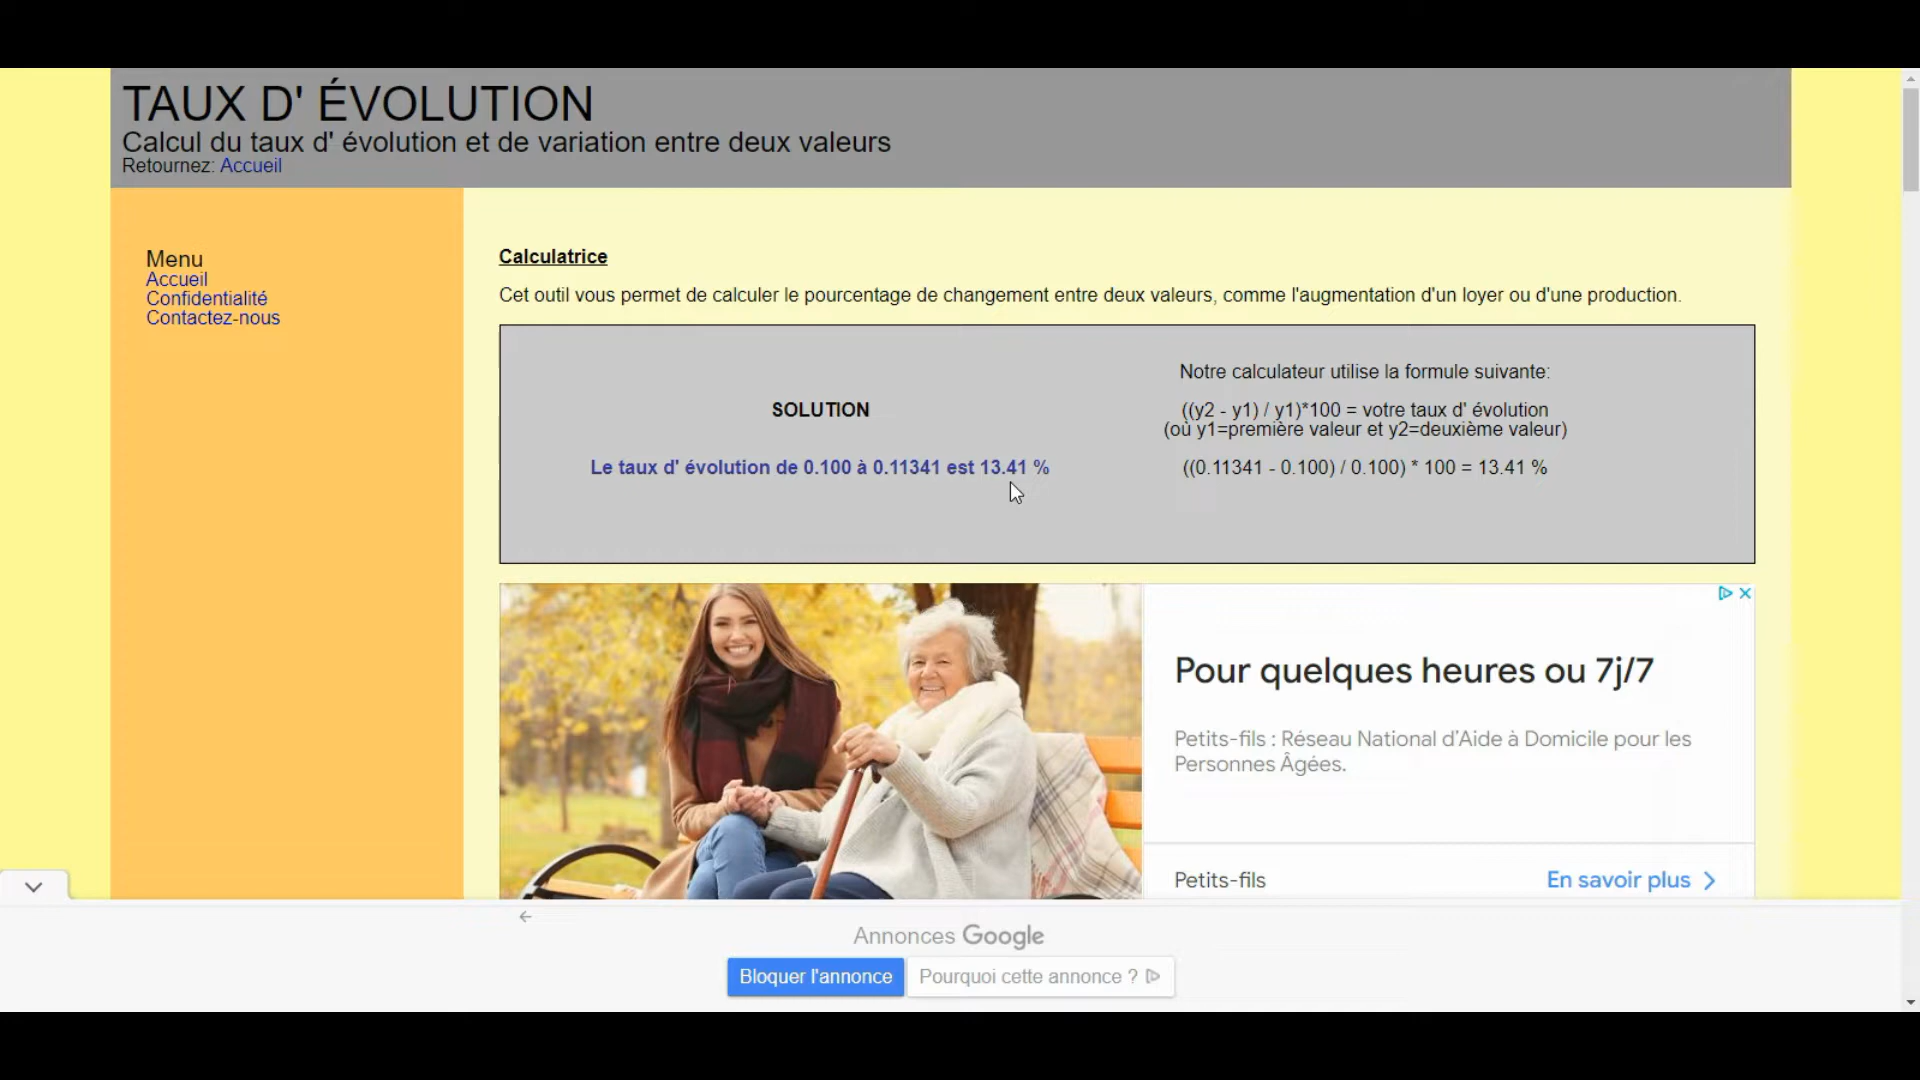 TAUX D' ÉVOLUTION
Calcul du taux d' évolution et de variation entre deux valeurs
Retournez: Accueil
Menu
Accueil
Confidentialité
Contactez-nous
Calculatrice
Cet outil vous permet de calculer le pourcentage de changement entre deux valeurs, comme l'augmentation d'un loyer ou d'une production.
SOLUTION
Le taux d' évolution de 0.100 à 0.11341 est 13.41 %
Notre calculateur utilise la formule suivante:
((y2 - y1) / y1)*100 = votre taux d' évolution
(où y1=première valeur et y2=deuxième valeur)
((0.11341 - 0.100) / 0.100) * 100 = 13.41 %
Pour quelques heures ou 7j/7
Petits-fils : Réseau National d'Aide à Domicile pour les
Personnes Âgées.
Petits-fils
En savoir plus
Annonces Google
Bloquer l'annonce
Pourquoi cette annonce ?